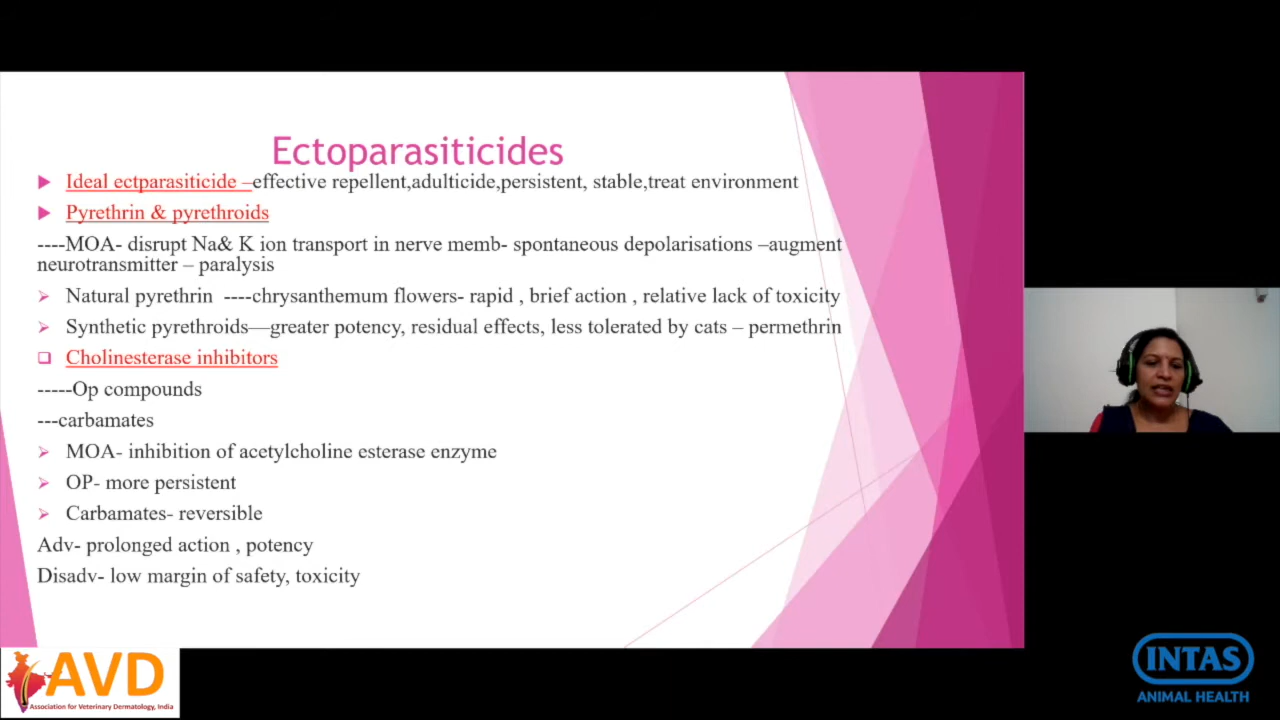 Ectoparasiticides
Ideal ectparasiticide –effective repellent,adulticide,persistent, stable,treat environment
Pyrethrin & pyrethroids
----MOA- disrupt Na& K ion transport in nerve memb- spontaneous depolarisations –augment
neurotransmitter – paralysis
Natural pyrethrin ----chrysanthemum flowers- rapid , brief action , relative lack of toxicity
Synthetic pyrethroids—greater potency, residual effects, less tolerated by cats – permethrin
Cholinesterase inhibitors
-----Op compounds
---carbamates
MOA- inhibition of acetylcholine esterase enzyme
OP- more persistent
Carbamates- reversible
Adv- prolonged action , potency
Disadv- low margin of safety, toxicity
AVD
Association for Veterinary Dermatology, India
INTAS
ANIMAL HEALTH